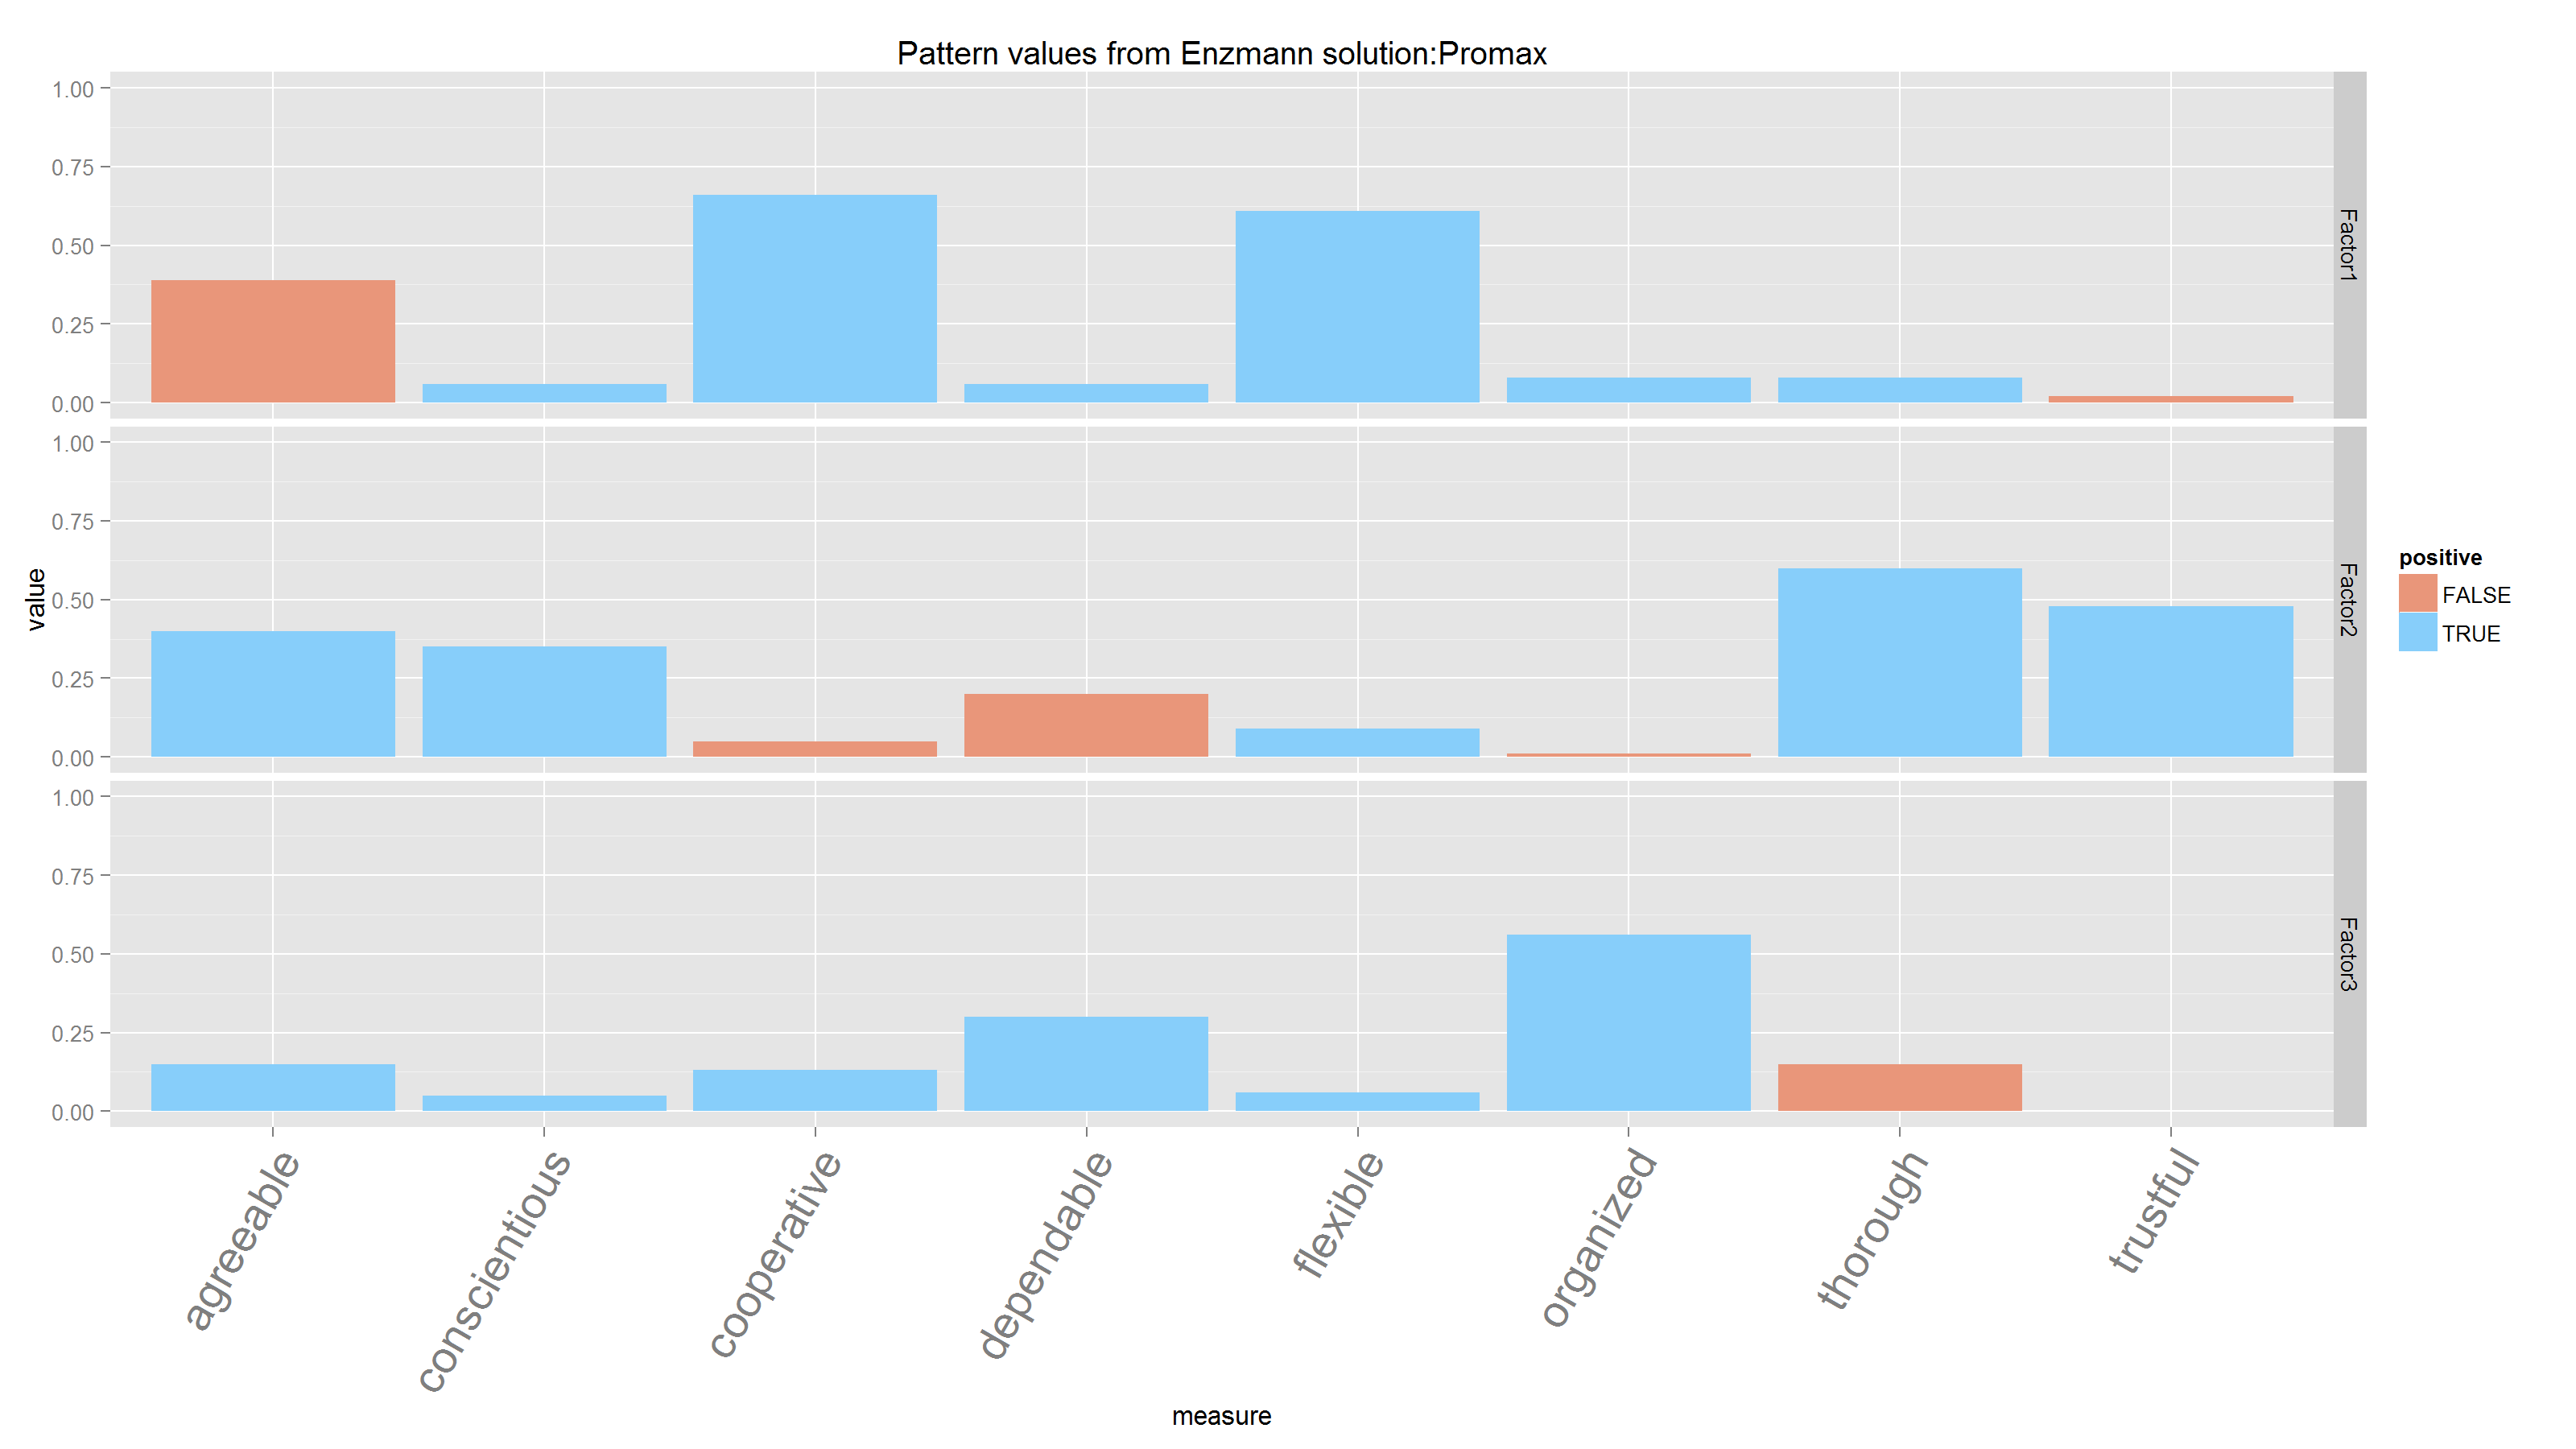 Pattern values from Enzmann solution:Promax
1.00
0.75
0.50
0.25
0.00
Factor1
1.00
0.75
0.50
0.25
0.00
Factor2
1.00
0.75
0.50
0.25
0.00
Factor3
value
agreeable
conscientious
cooperative
dependable
flexible
organized
thorough
trustful
measure
positive
FALSE
TRUE